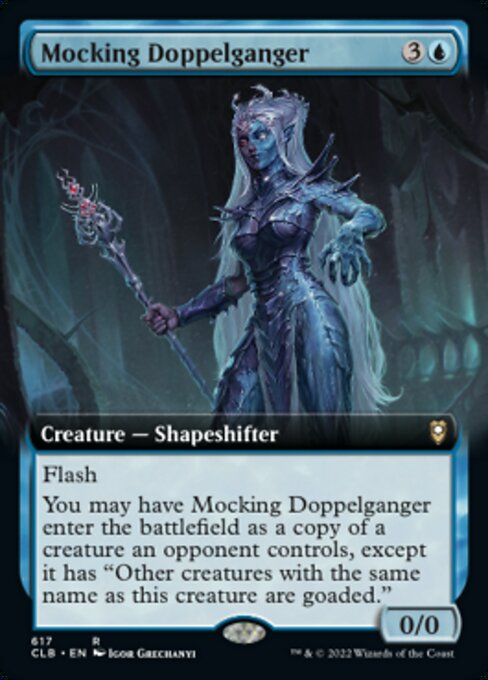 Mocking Doppelganger 3
Creature — Shapeshifter
Flash
You may have Mocking Doppelganger
enter the battlefield as a copy of a
creature an opponent controls, except
it has “Other creatures with the same
name as this creature are goaded.”
0/0
617 R
CLB • EN Igor Grechanyi
™ & © 2022 Wizards of the Coast